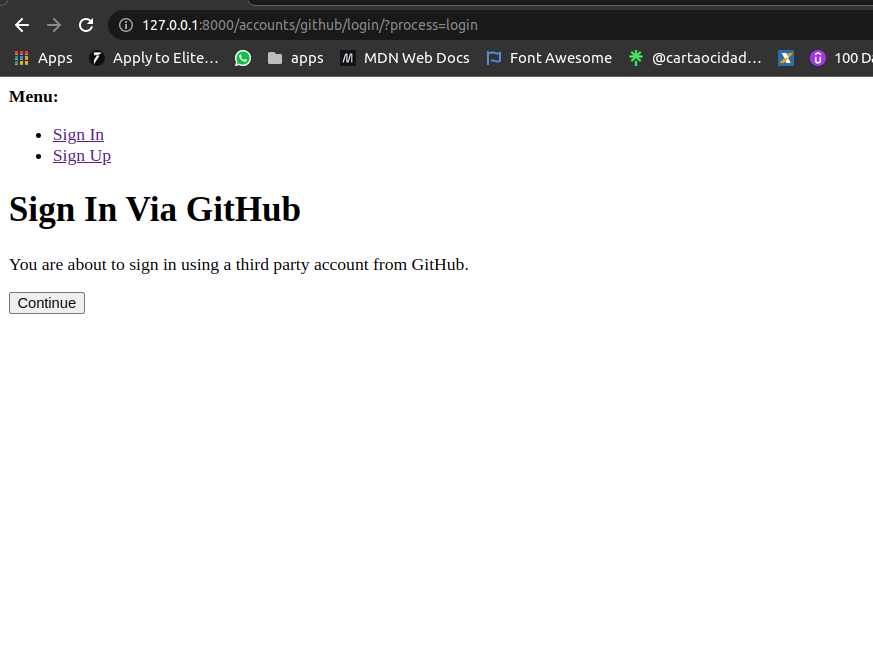 127.0.0.1:8000/accounts/github/login/?process=login
Apps Apply to Elite… apps MDN Web Docs Font Awesome @cartaocidad… 100 Da
Menu:
Sign In
Sign Up
Sign In Via GitHub
You are about to sign in using a third party account from GitHub.
Continue